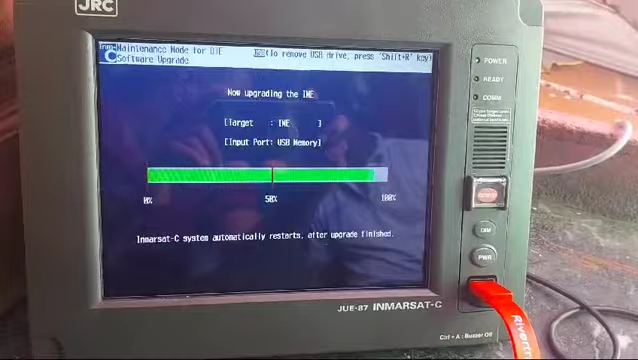 JRC
Maintenance Mode for DTE
Software Upgrade
(To remove USB drive, press 'Shift+R' key)
Now upgrading the IME
[Target : IME ]
[Input Port: USB Memory]
0% 50% 100%
Inmarsat-C system automatically restarts, after upgrade finished.
JUE-87 INMARSAT-C
Ctrl + A : Buzzer Off
POWER
READY
COMM
DIM
PWR